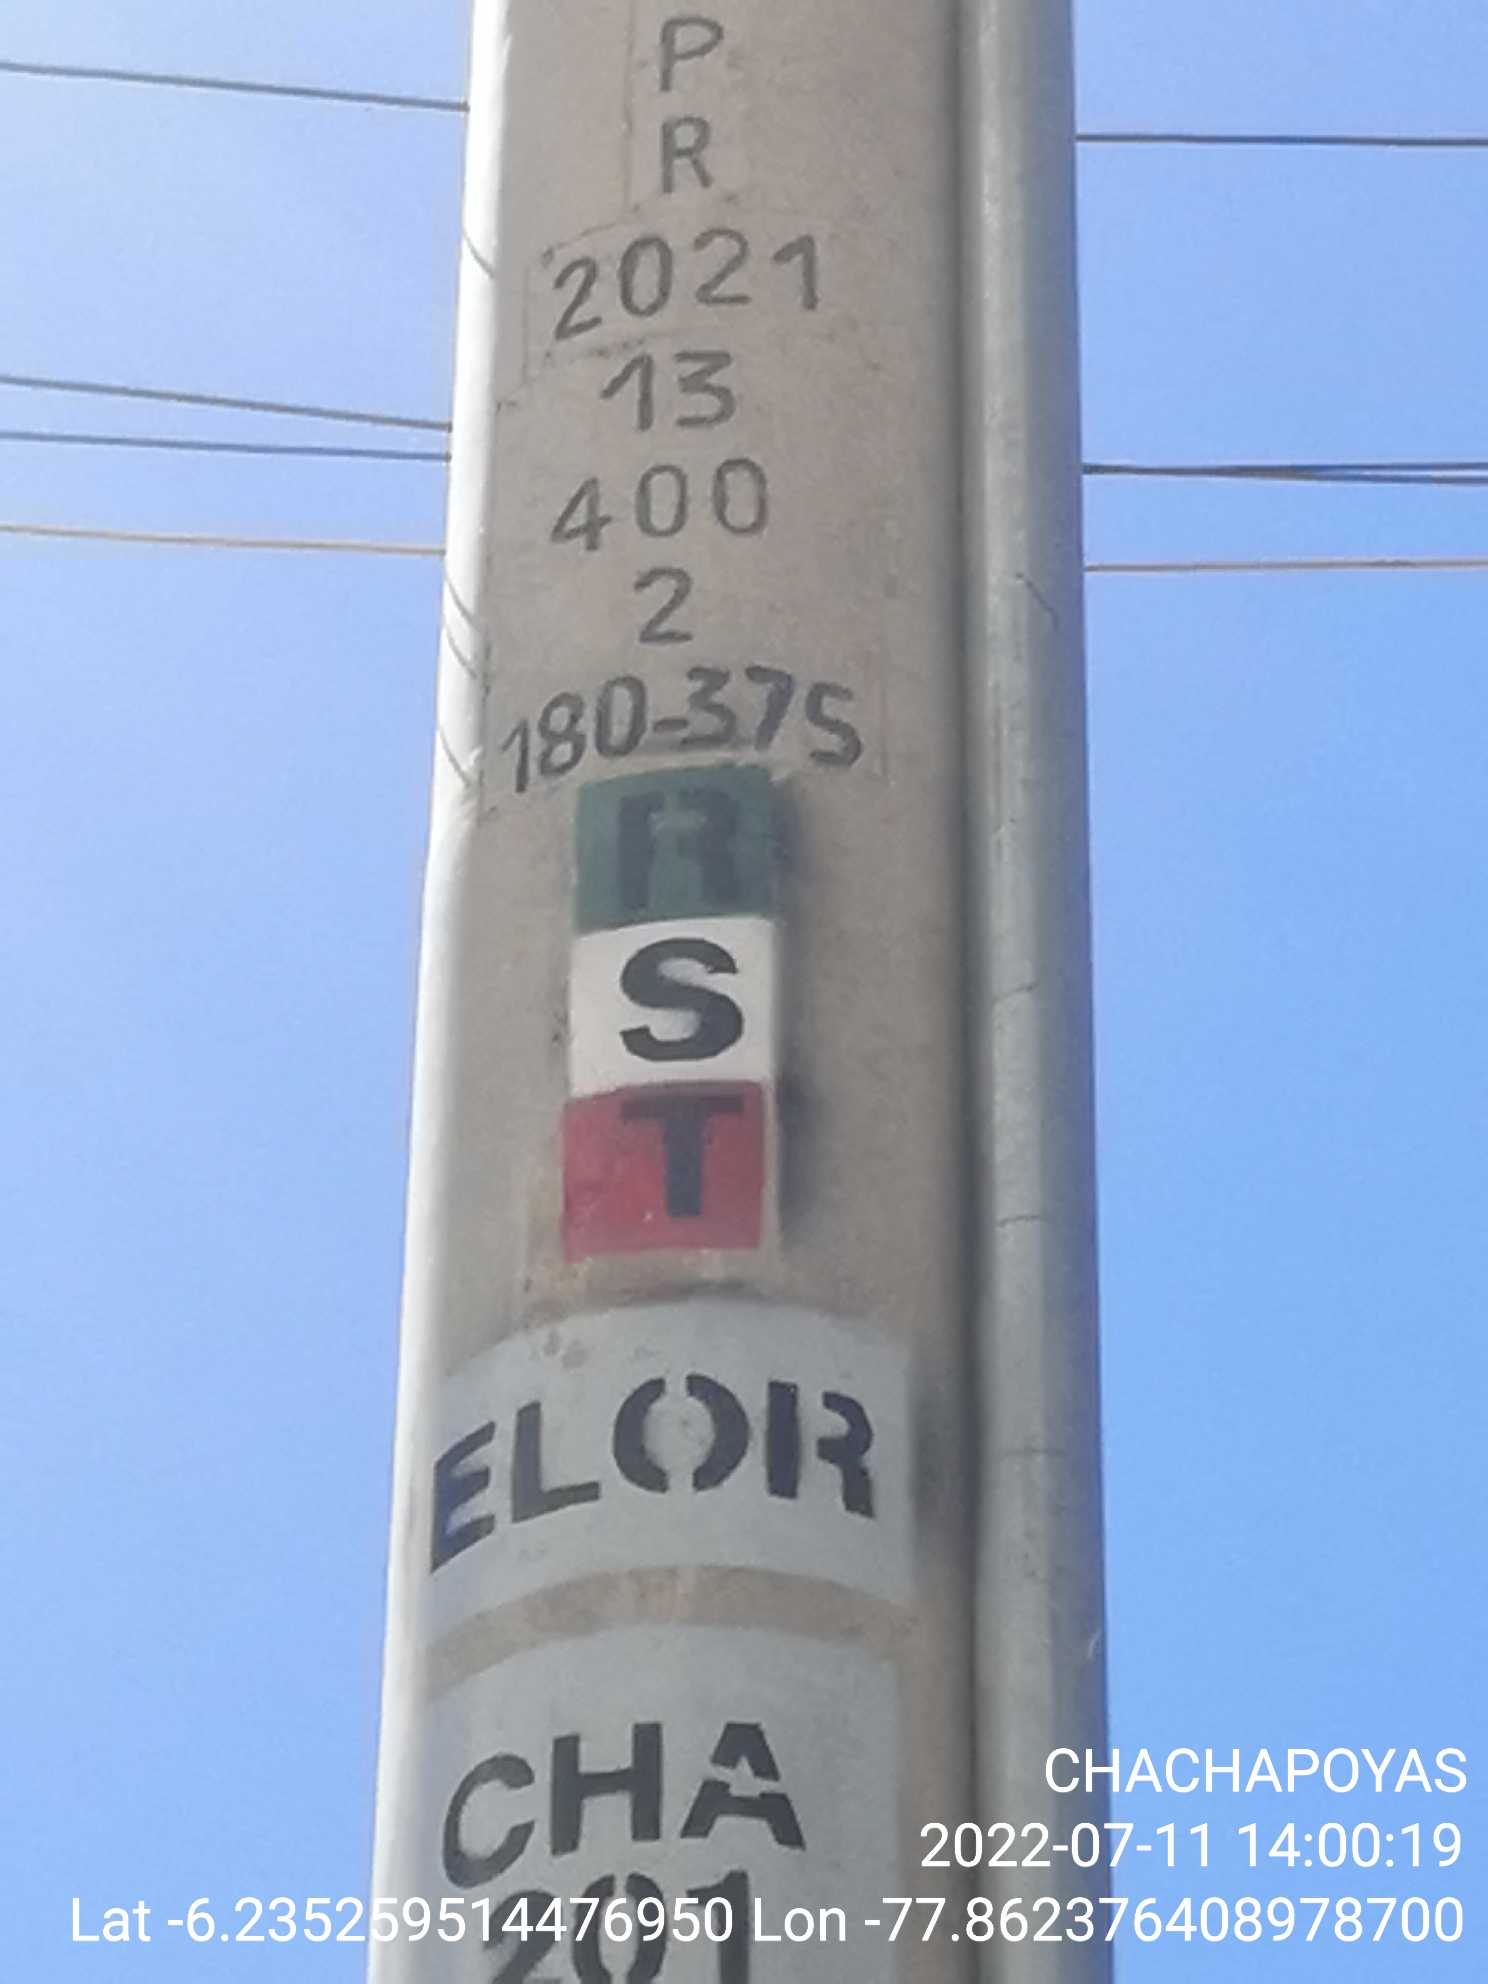 P
R
2021
13
400
2
180-375
R
S
T
ELOR
CHA
201
CHACHAPOYAS
2022-07-11 14:00:19
Lat -6.235259514476950 Lon -77.862376408978700